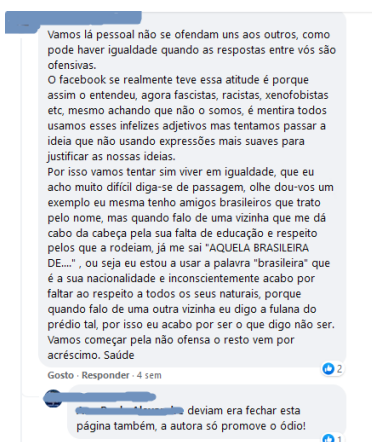 Vamos lá pessoal não se ofendam uns aos outros, como
pode haver igualdade quando as respostas entre vós são
ofensivas.
O facebook se realmente teve essa atitude é porque
assim o entendeu, agora fascistas, racistas, xenofobistas
etc, mesmo achando que não o somos, é mentira todos
usamos esses infelizes adjetivos mas tentamos passar a
ideia que não usando expressões mais suaves para
justificar as nossas ideias.
Por isso vamos tentar sim viver em igualdade, que eu
acho muito difícil diga-se de passagem, olhe dou-vos um
exemplo eu mesma tenho amigos brasileiros que trato
pelo nome, mas quando falo de uma vizinha que me dá
cabo da cabeça pela sua falta de educação e respeito
pelos que a rodeiam, já me sai "AQUELA BRASILEIRA
DE...." , ou seja eu estou a usar a palavra "brasileira" que
é a sua nacionalidade e inconscientemente acabo por
faltar ao respeito a todos os seus naturais, porque
quando falo de uma outra vizinha eu digo a fulana do
prédio tal, por isso eu acabo por ser o que digo não ser.
Vamos começar pela não ofensa o resto vem por
acréscimo. Saúde
2
Gosto · Responder · 4 sem
deviam era fechar esta
página também, a autora só promove o ódio!
1